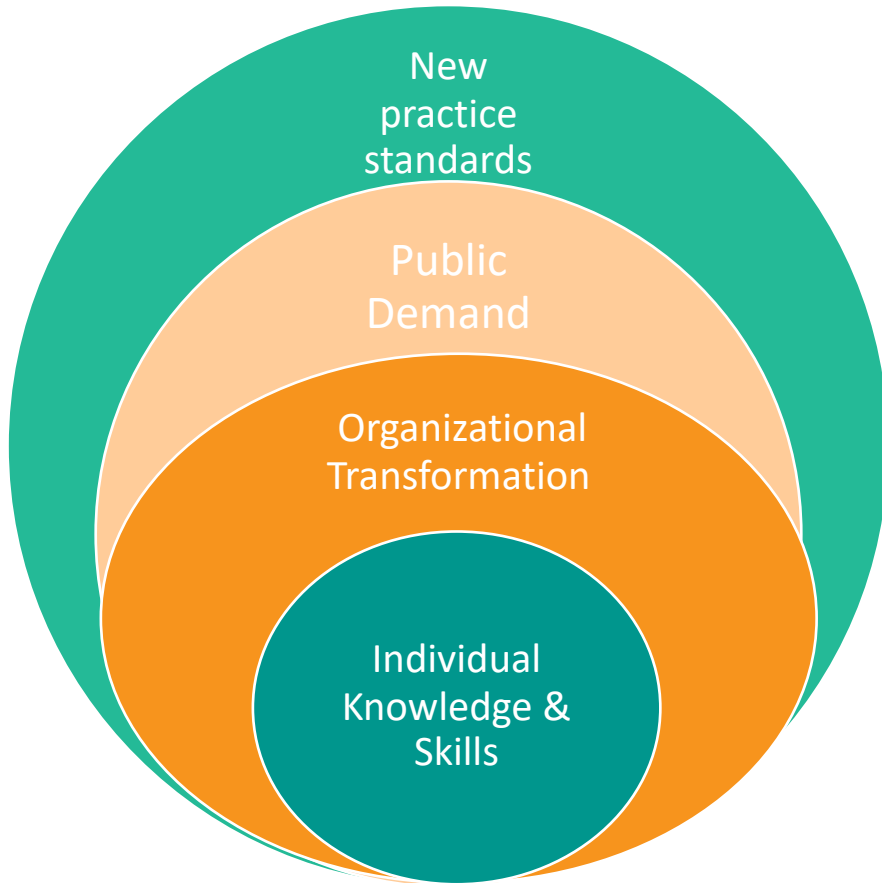 New
practice
standards
Public
Demand
Organizational
Transformation
Individual
Knowledge &
Skills